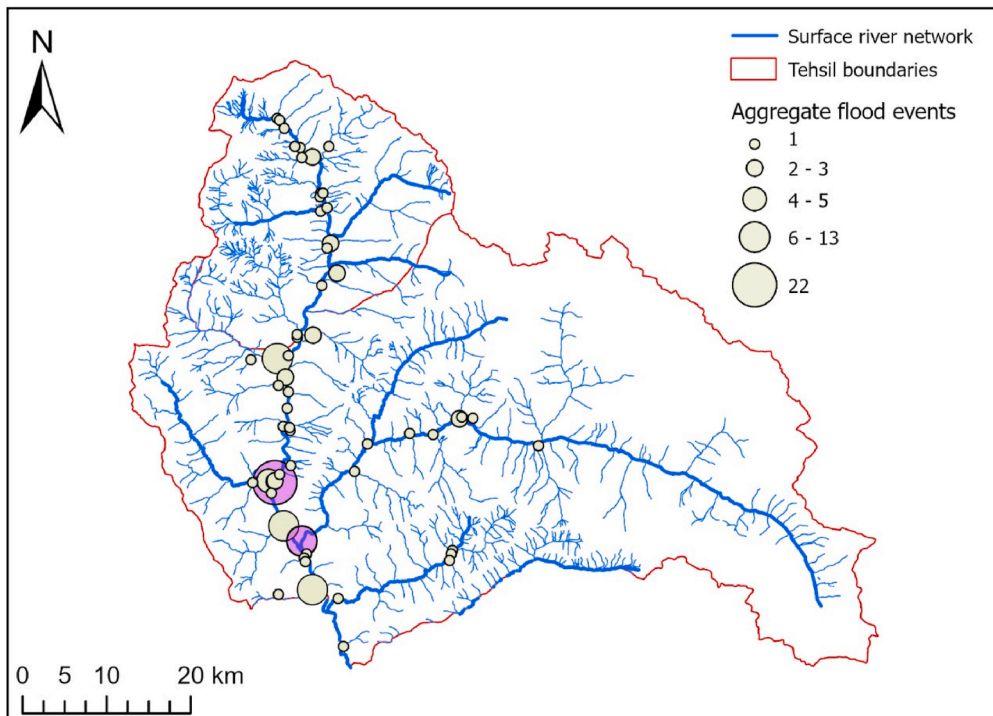 N
Surface river network
Tehsil boundaries
Aggregate flood events
1
2 - 3
4 - 5
6 - 13
22
0 5 10 20 km